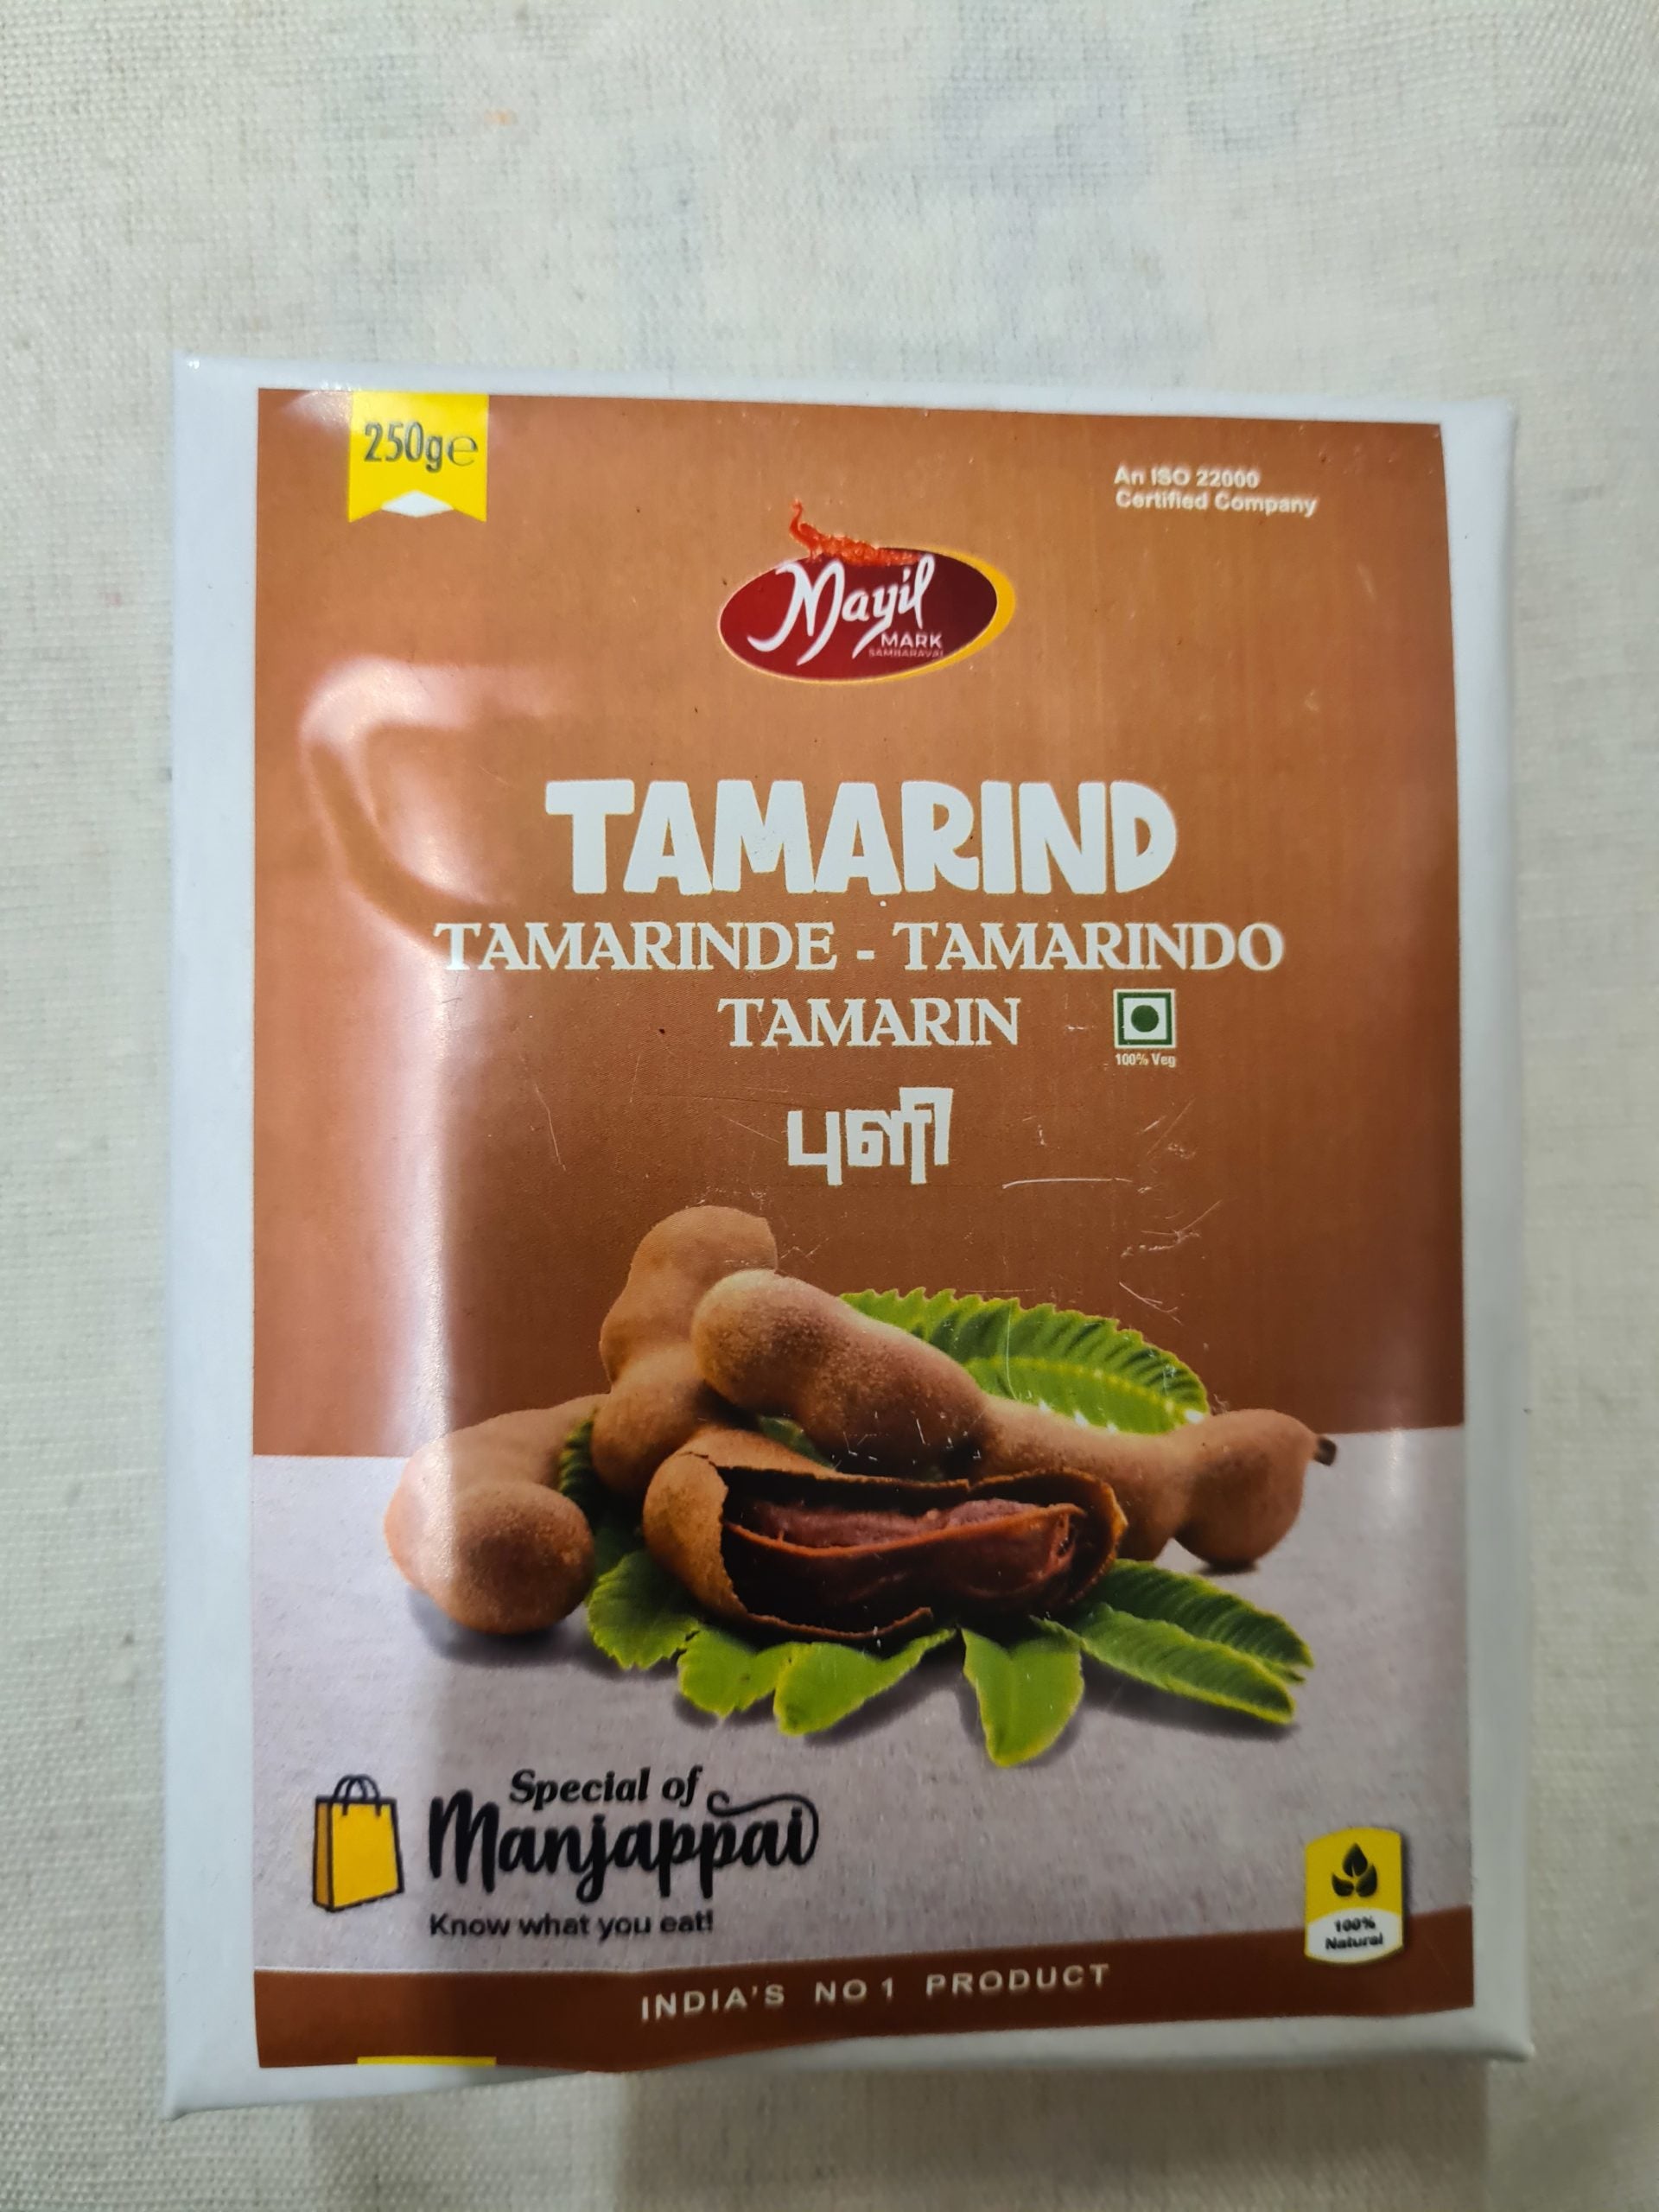 250g℮
An ISO 22000
Certified Company
Mayil
MARK
TAMARIND
TAMARINDE - TAMARINDO
TAMARIN
100% Veg
புளி
Special of
Manjappai
Know what you eat!
100%
Natural
INDIA'S NO 1 PRODUCT